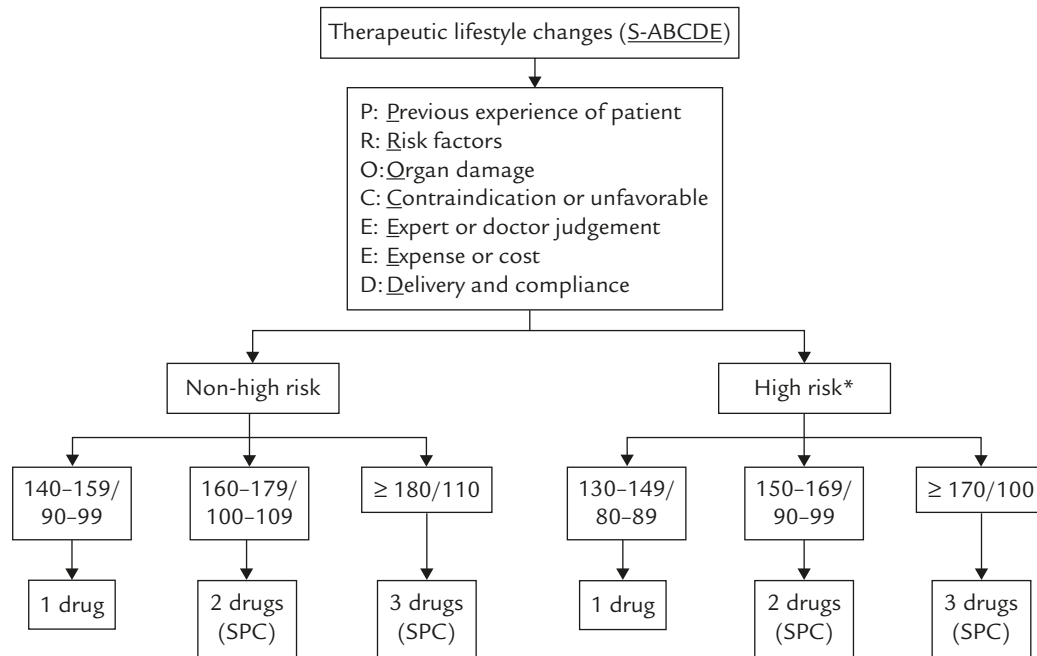 Therapeutic lifestyle changes (S-ABCDE)
P: Previous experience of patient
R: Risk factors
O: Organ damage
C: Contraindication or unfavorable
E: Expert or doctor judgement
E: Expense or cost
D: Delivery and compliance
Non-high risk
High risk*
140–159/
90–99
160–179/
100–109
≥ 180/110
130–149/
80–89
150–169/
90–99
≥ 170/100
1 drug
2 drugs
(SPC)
3 drugs
(SPC)
1 drug
2 drugs
(SPC)
3 drugs
(SPC)